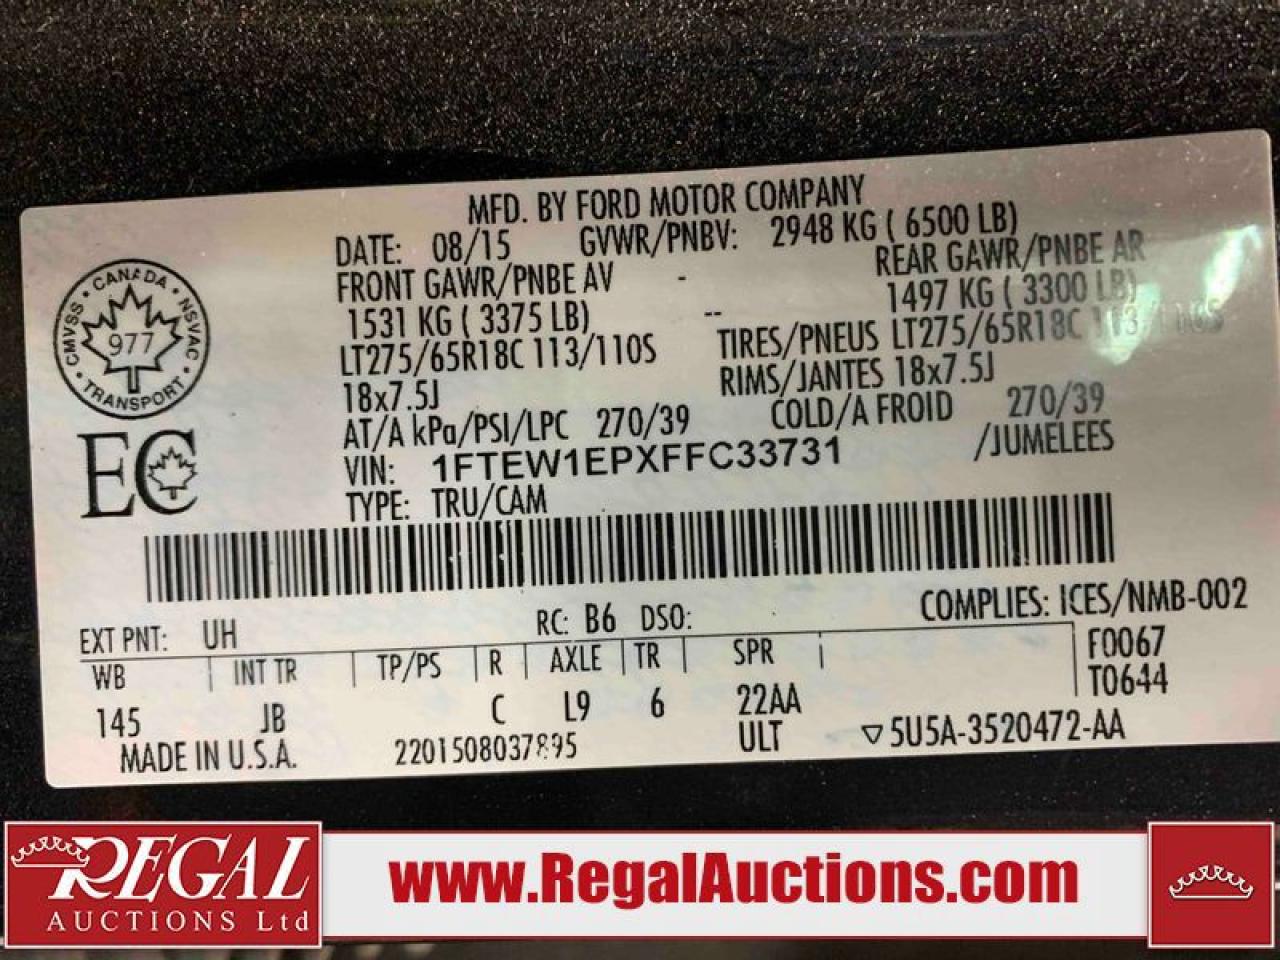 MFD. BY FORD MOTOR COMPANY
DATE: 08/15 GVWR/PNBV: 2948 KG ( 6500 LB)
FRONT GAWR/PNBE AV - REAR GAWR/PNBE AR
1531 KG ( 3375 LB) -- 1497 KG ( 3300 LB)
LT275/65R18C 113/110S TIRES/PNEUS LT275/65R18C 113/110S
18x7.5J RIMS/JANTES 18x7.5J
AT/A kPa/PSI/LPC 270/39 COLD/A FROID 270/39
VIN: 1FTEW1EPXFFC33731 /JUMELEES
TYPE: TRU/CAM
CANADA
CMVSS NSVAC
977
TRANSPORT
EC
COMPLIES: ICES/NMB-002
EXT PNT: UH RC: B6 DSO:
WB INT TR TP/PS R AXLE TR SPR F0067
145 JB C L9 6 22AA T0644
MADE IN U.S.A. 2201508037895 ULT ▽5U5A-3520472-AA
REGAL
AUCTIONS Ltd
www.RegalAuctions.com